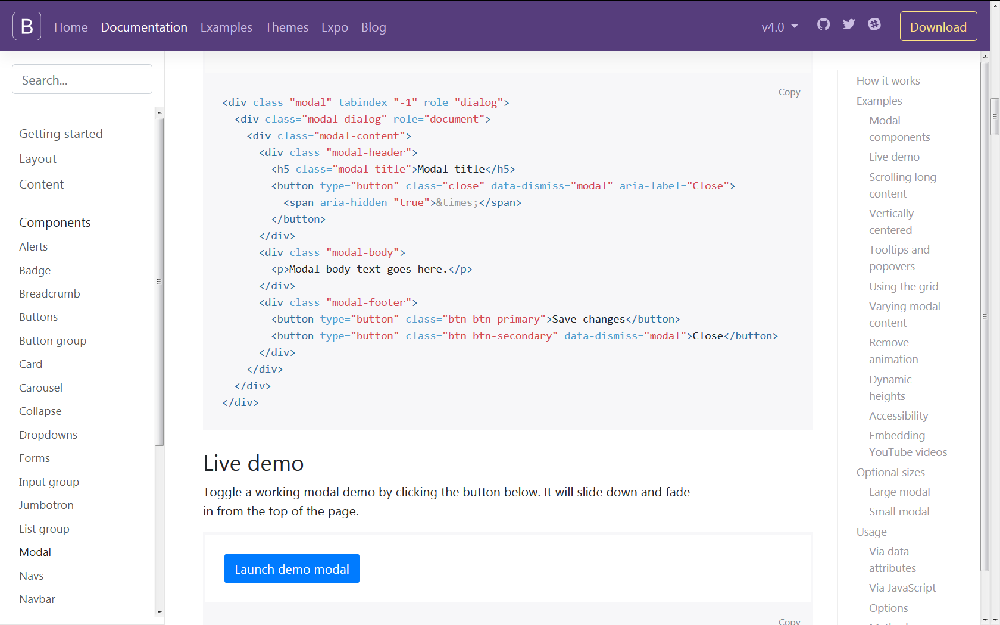 B Home Documentation Examples Themes Expo Blog v4.0 Download
Search...
Getting started
Layout
Content
Components
Alerts
Badge
Breadcrumb
Buttons
Button group
Card
Carousel
Collapse
Dropdowns
Forms
Input group
Jumbotron
List group
Modal
Navs
Navbar
Copy
<div class="modal" tabindex="-1" role="dialog">
  <div class="modal-dialog" role="document">
    <div class="modal-content">
      <div class="modal-header">
        <h5 class="modal-title">Modal title</h5>
        <button type="button" class="close" data-dismiss="modal" aria-label="Close">
          <span aria-hidden="true">&times;</span>
        </button>
      </div>
      <div class="modal-body">
        <p>Modal body text goes here.</p>
      </div>
      <div class="modal-footer">
        <button type="button" class="btn btn-primary">Save changes</button>
        <button type="button" class="btn btn-secondary" data-dismiss="modal">Close</button>
      </div>
    </div>
  </div>
</div>
Live demo
Toggle a working modal demo by clicking the button below. It will slide down and fade
in from the top of the page.
Launch demo modal
Copy
How it works
Examples
Modal
components
Live demo
Scrolling long
content
Vertically
centered
Tooltips and
popovers
Using the grid
Varying modal
content
Remove
animation
Dynamic
heights
Accessibility
Embedding
YouTube videos
Optional sizes
Large modal
Small modal
Usage
Via data
attributes
Via JavaScript
Options